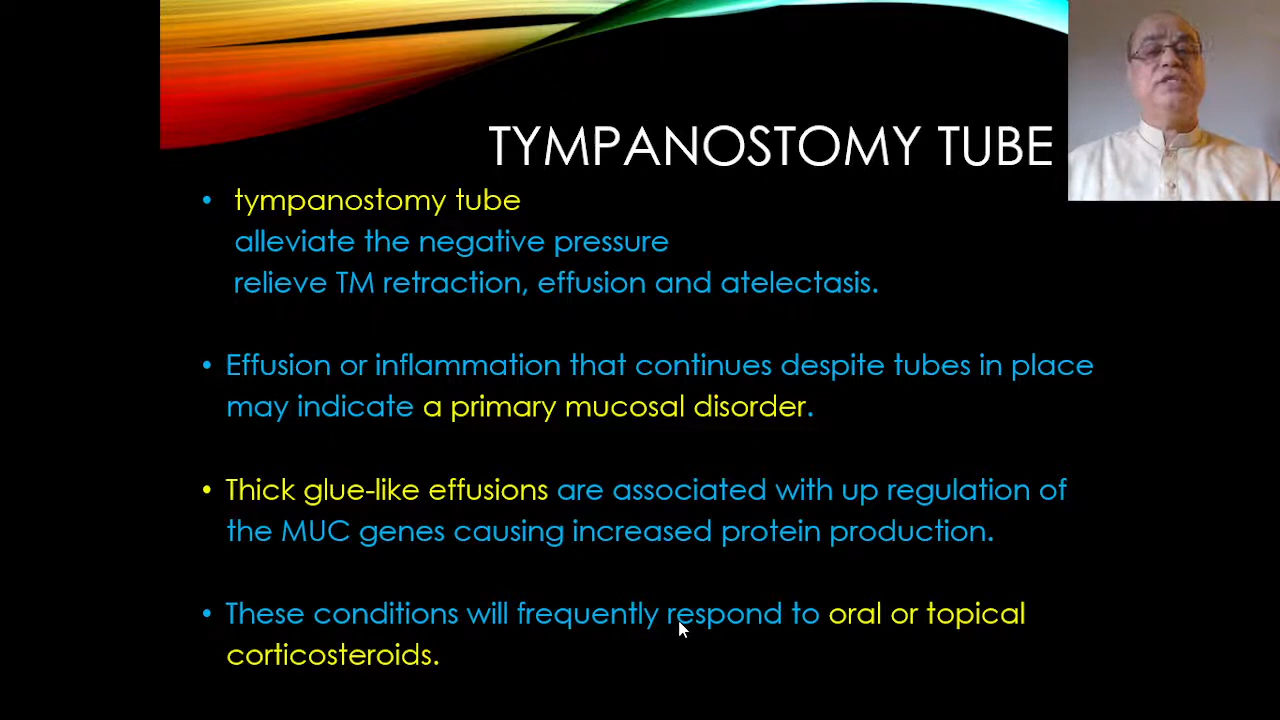 TYMPANOSTOMY TUBE
• tympanostomy tube
alleviate the negative pressure
relieve TM retraction, effusion and atelectasis.
• Effusion or inflammation that continues despite tubes in place
may indicate a primary mucosal disorder.
• Thick glue-like effusions are associated with up regulation of
the MUC genes causing increased protein production.
• These conditions will frequently respond to oral or topical
corticosteroids.